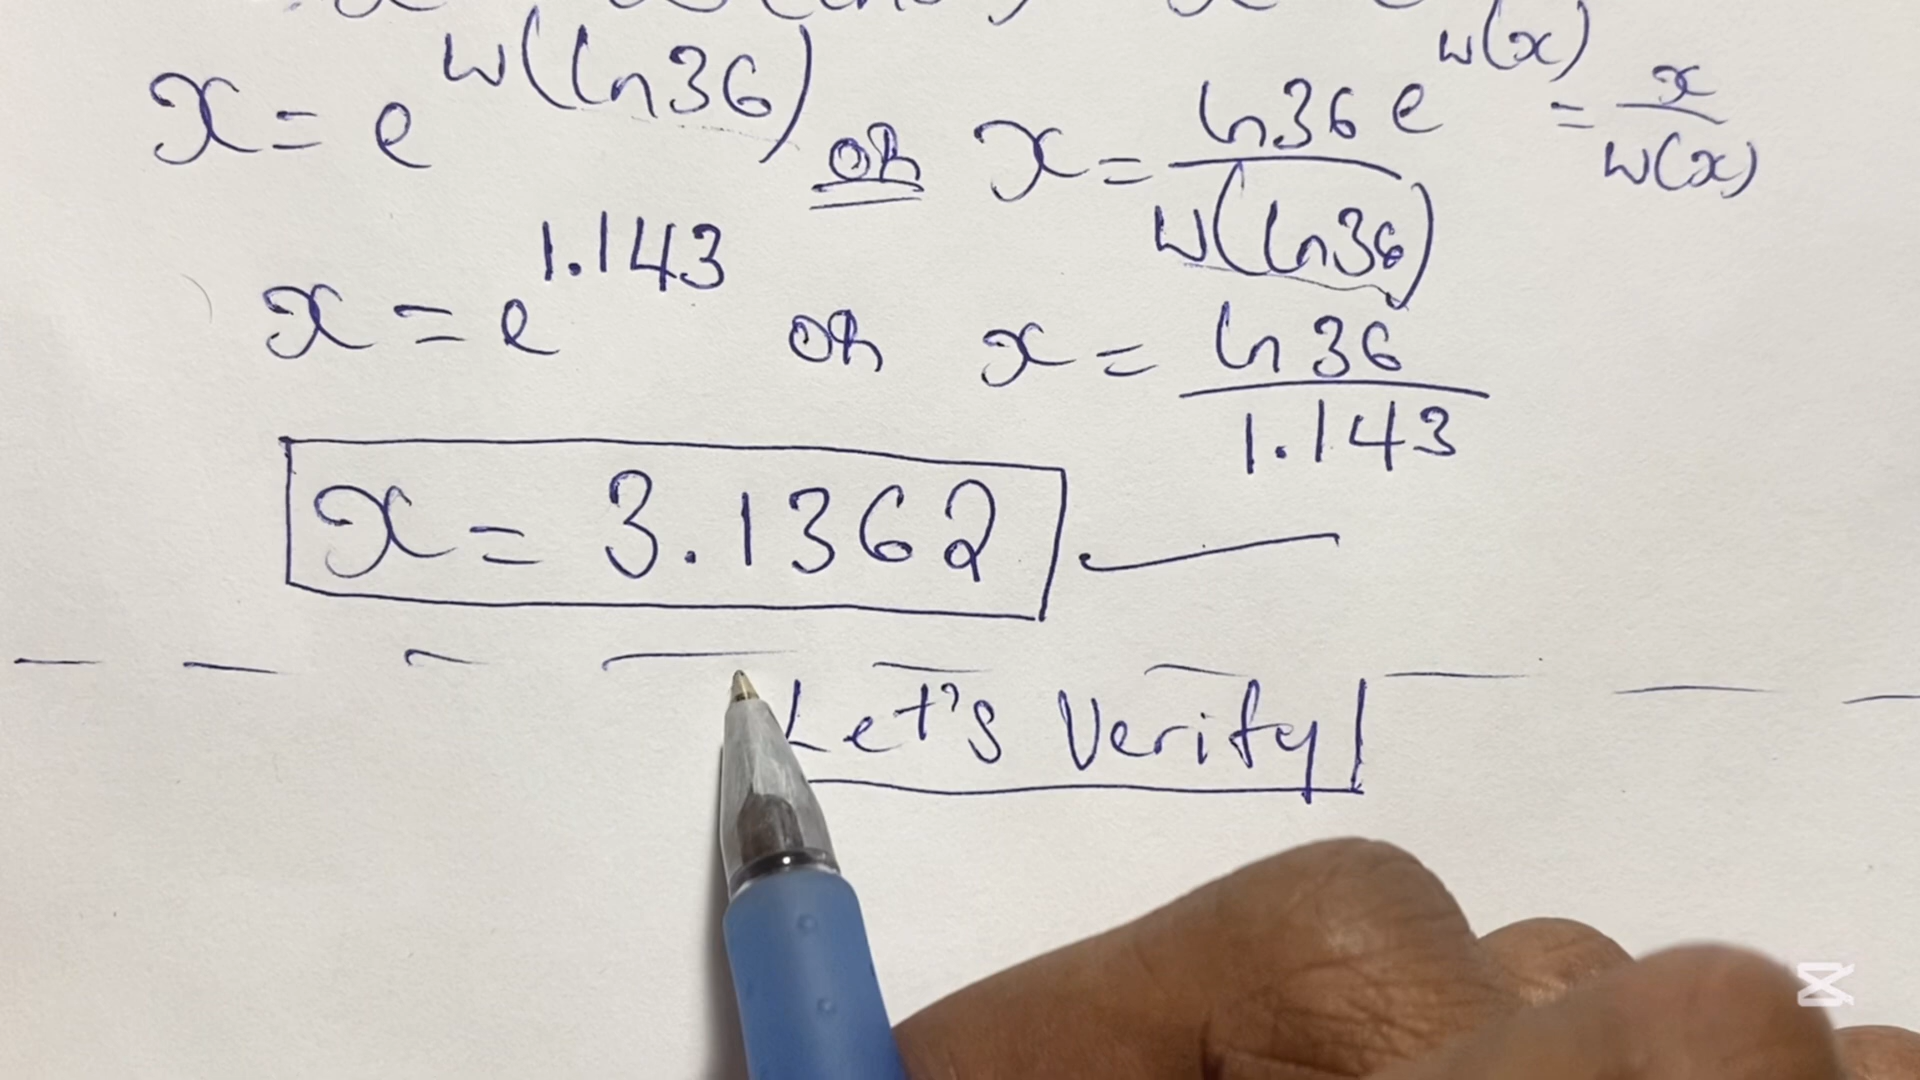 x = e^{W(ln36)} OR x = ln36 / W(ln36) e^{W(x)} = x / W(x)
x = e^{1.143} OR x = ln36 / 1.143
x = 3.1362
Let's Verify